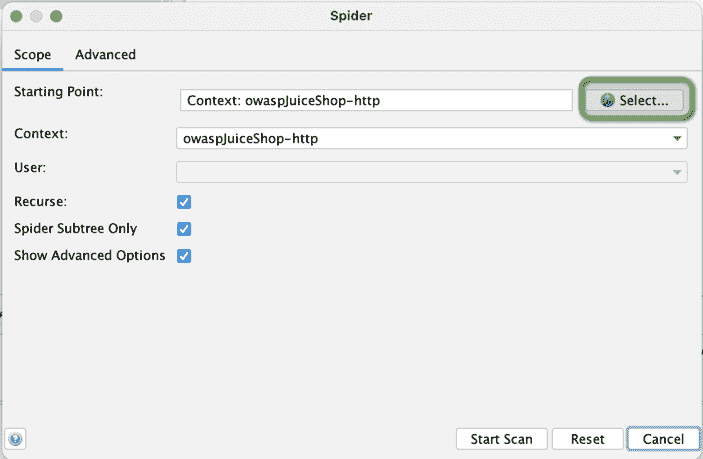 Spider
Scope Advanced
Starting Point: Context: owaspJuiceShop-http Select...
Context: owaspJuiceShop-http
User:
Recurse:
Spider Subtree Only
Show Advanced Options
? Start Scan Reset Cancel